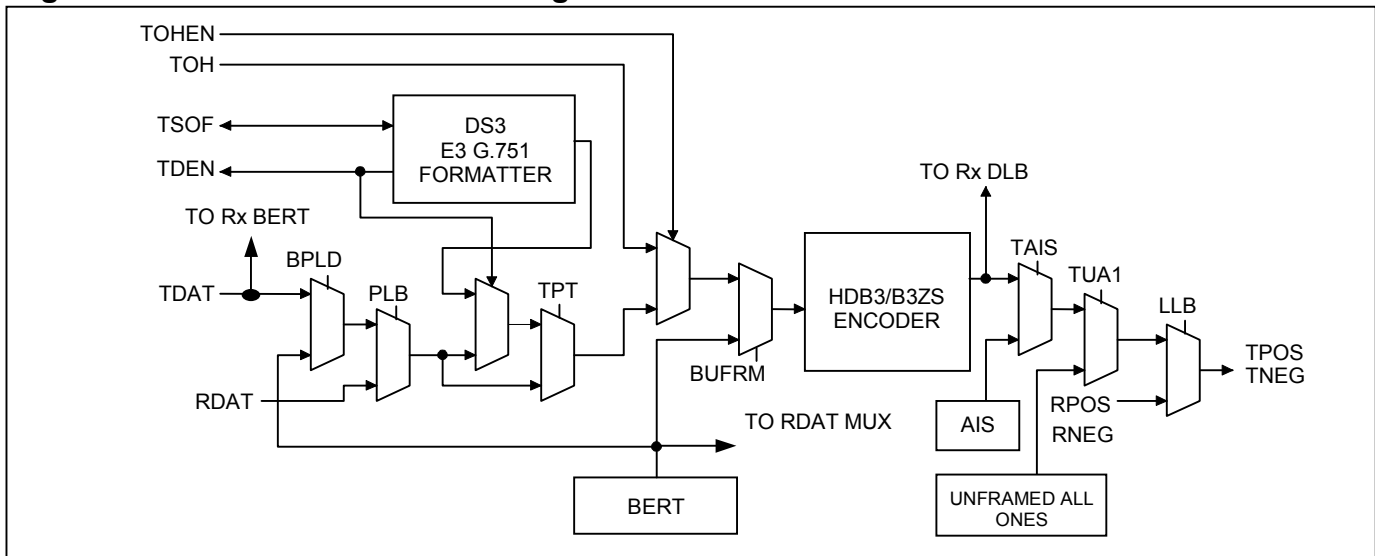 TOHEN
TOH
TSOF
DS3
E3 G.751
FORMATTER
TDEN
TO Rx BERT
TO Rx DLB
BPLD
TDAT
PLB
TPT
HDB3/B3ZS
ENCODER
TAIS
TUA1
LLB
BUFRM
TPOS
TNEG
RDAT
RPOS
RNEG
TO RDAT MUX
AIS
BERT
UNFRAMED ALL
ONES